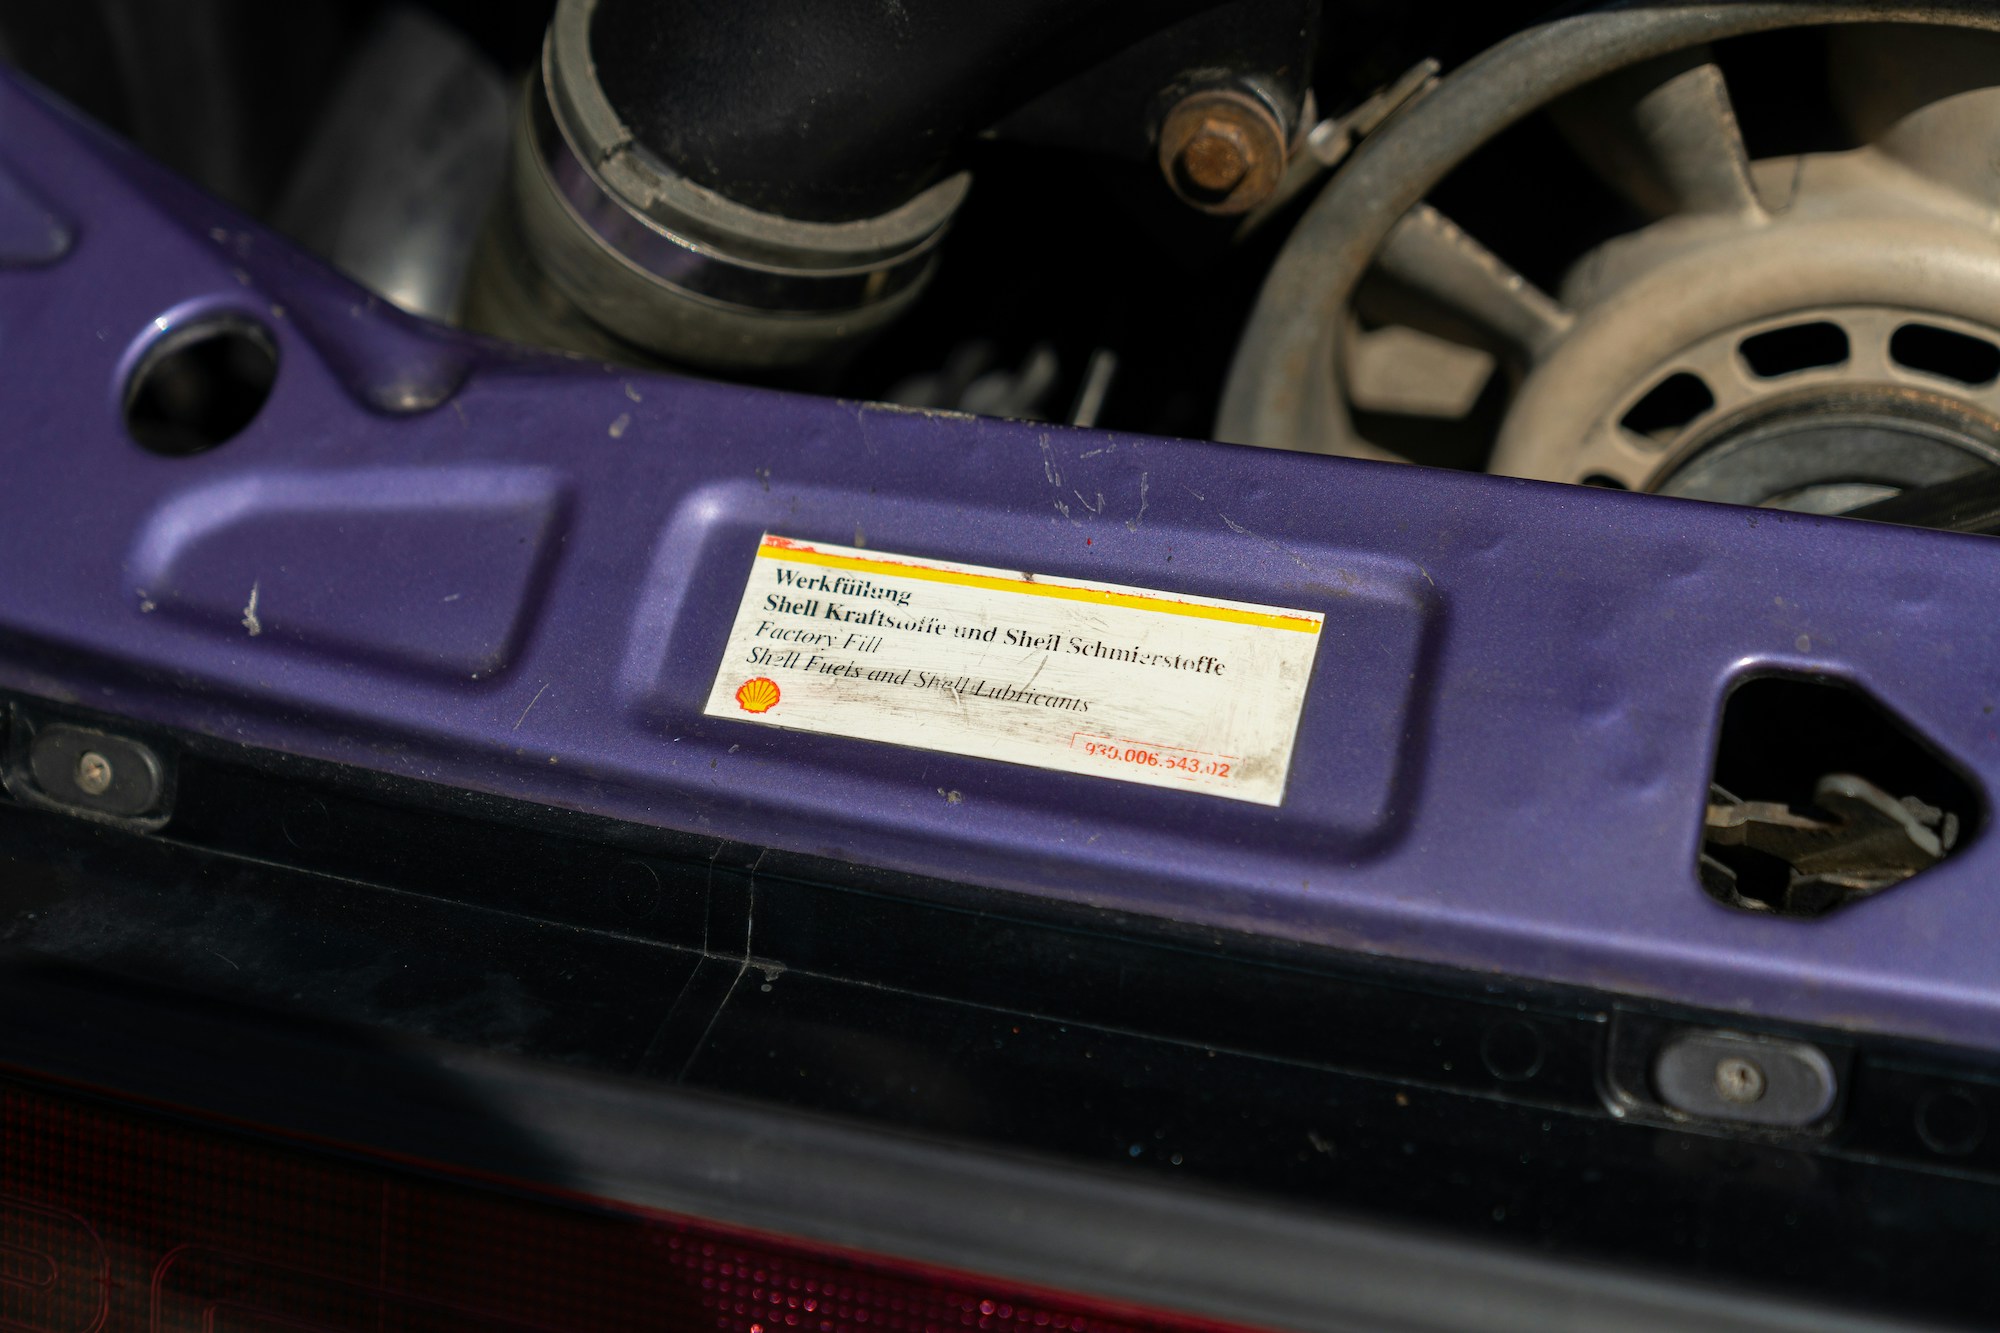 Werkfüllung
Shell Kraftstoffe und Shell Schmierstoffe
Factory Fill
Shell Fuels and Shell Lubricants
930.006.543.02